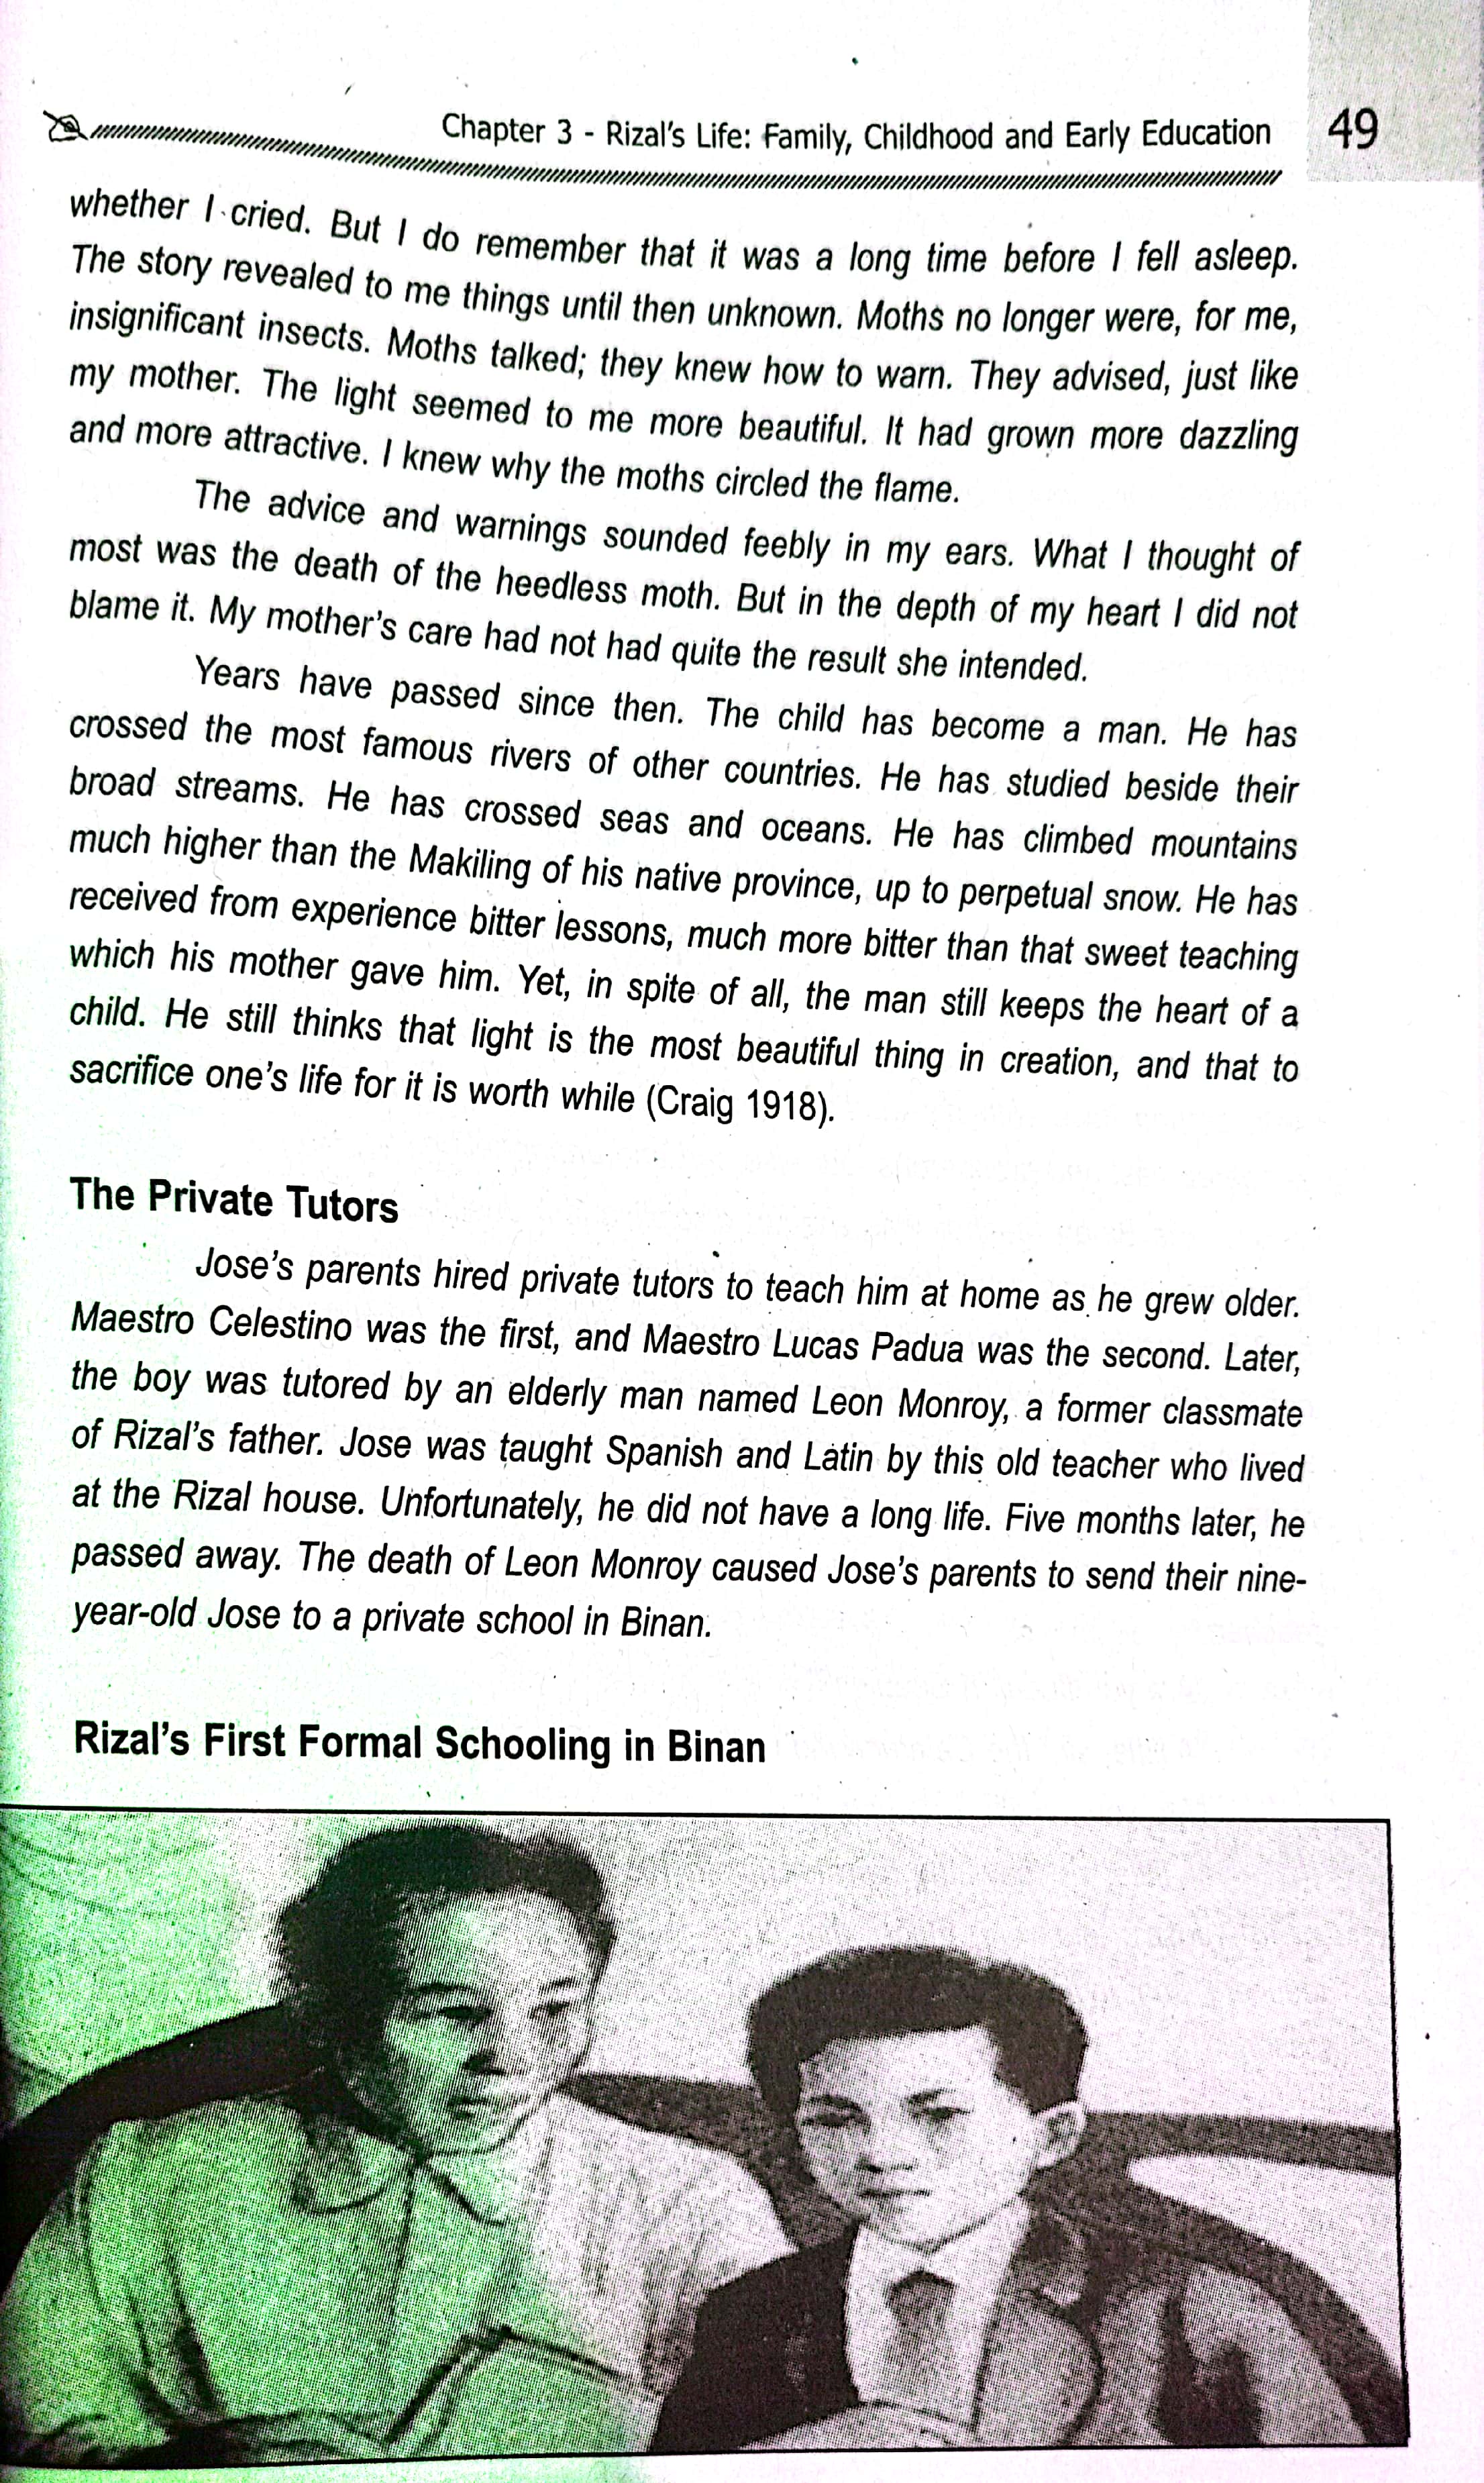 Chapter 3 - Rizal's Life: Family, Childhood and Early Education
49
whether I cried. But I do remember that it was a long time before I fell asleep.
The story revealed to me things until then unknown. Moths no longer were, for me,
insignificant insects. Moths talked; they knew how to warn. They advised, just like
my mother. The light seemed to me more beautiful. It had grown more dazzling
and more attractive. I knew why the moths circled the flame.
The advice and warnings sounded feebly in my ears. What I thought of
most was the death of the heedless moth. But in the depth of my heart I did not
blame it. My mother's care had not had quite the result she intended.
Years have passed since then. The child has become a man. He has
crossed the most famous rivers of other countries. He has studied beside their
broad streams. He has crossed seas and oceans. He has climbed mountains
much higher than the Makiling of his native province, up to perpetual snow. He has
received from experience bitter lessons, much more bitter than that sweet teaching
which his mother gave him. Yet, in spite of all, the man still keeps the heart of a
child. He still thinks that light is the most beautiful thing in creation, and that to
sacrifice one's life for it is worth while (Craig 1918).
The Private Tutors
Jose's parents hired private tutors to teach him at home as he grew older.
Maestro Celestino was the first, and Maestro Lucas Padua was the second. Later,
the boy was tutored by an elderly man named Leon Monroy, a former classmate
of Rizal's father. Jose was taught Spanish and Latin by this old teacher who lived
at the Rizal house. Unfortunately, he did not have a long life. Five months later, he
passed away. The death of Leon Monroy caused Jose's parents to send their nine-
year-old Jose to a private school in Binan.
Rizal's First Formal Schooling in Binan